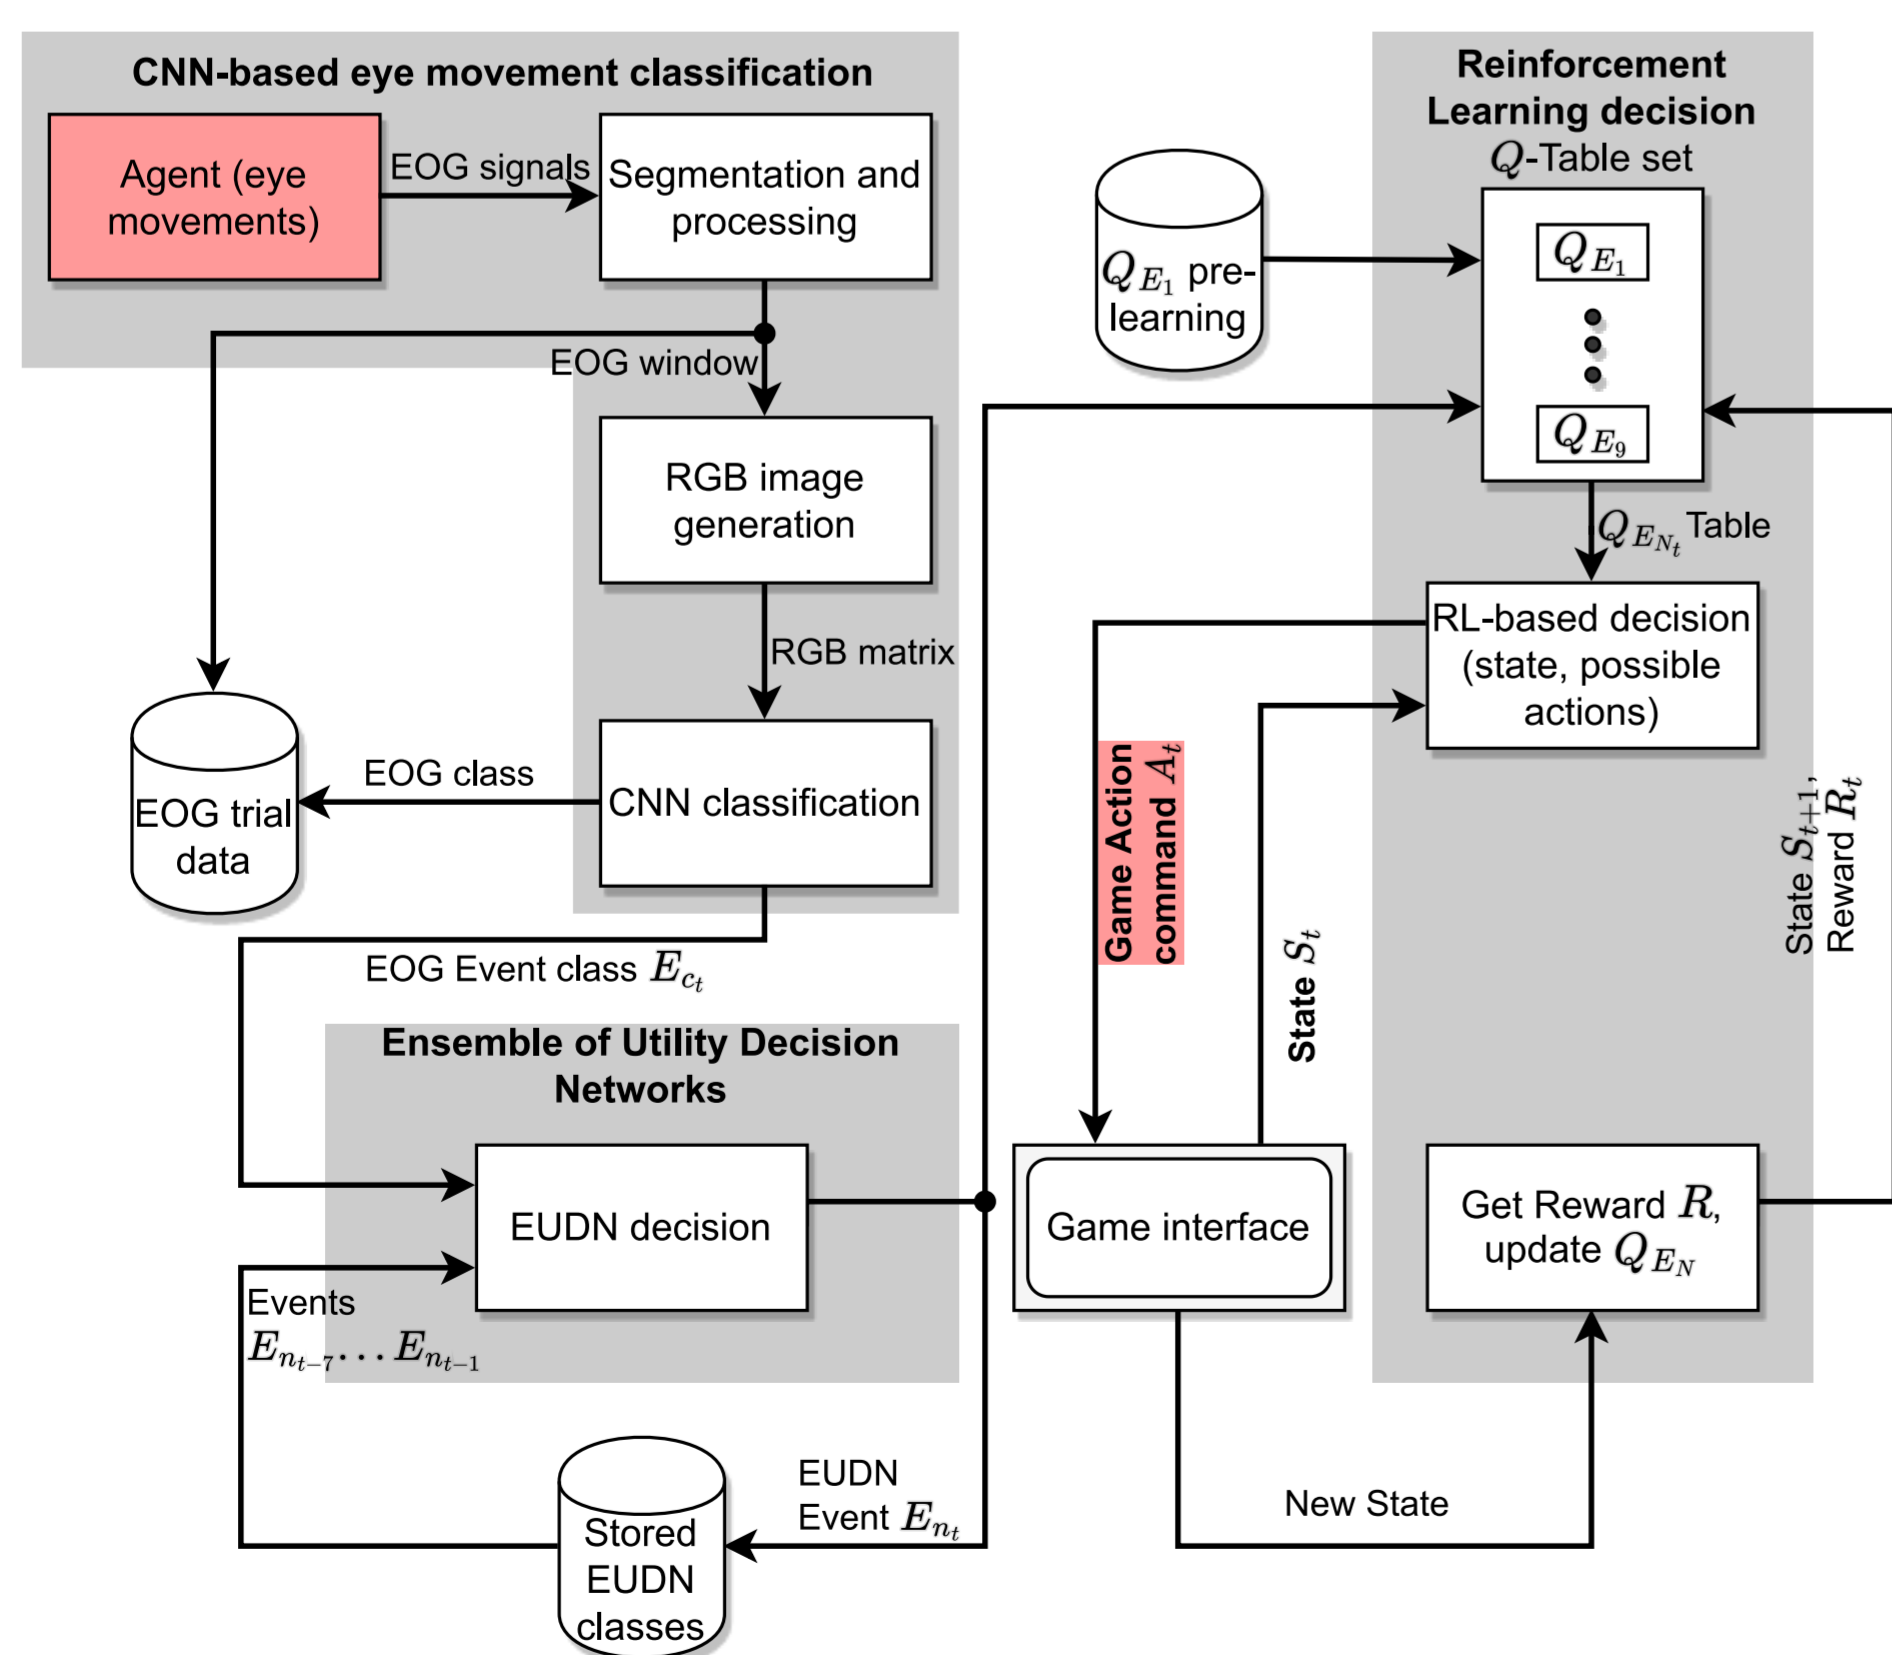 CNN-based eye movement classification
Agent (eye
movements)
EOG signals
Segmentation and
processing
EOG window
RGB image
generation
RGB matrix
CNN classification
EOG class
EOG trial
data
EOG Event class $E_{c_t}$
Ensemble of Utility Decision
Networks
EUDN decision
Events
$E_{n_{t-7}} \ldots E_{n_{t-1}}$
Stored
EUDN
classes
EUDN
Event $E_{n_t}$
Reinforcement
Learning decision
$Q$-Table set
$Q_{E_1}$
$Q_{E_9}$
$Q_{E_1}$ pre-
learning
$Q_{E_{N_t}}$ Table
RL-based decision
(state, possible
actions)
Game Action
command $A_t$
State $S_t$
State $S_{t+1}$,
Reward $R_t$
Game interface
Get Reward $R$,
update $Q_{E_N}$
New State